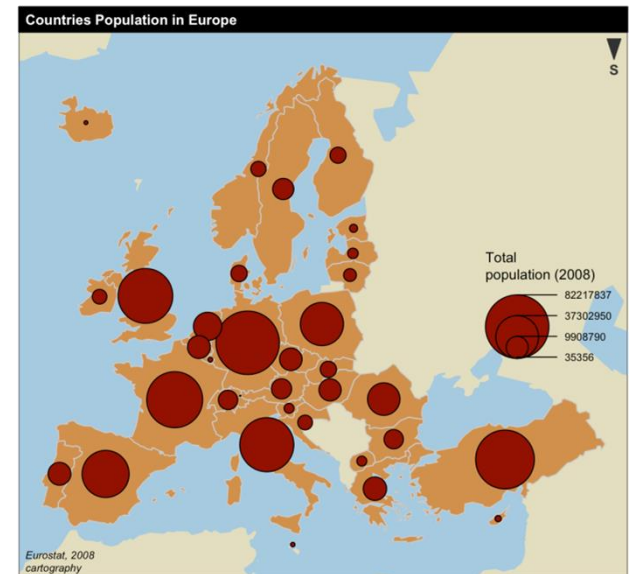 Countries Population in Europe
S
Total
population (2008)
82217837
37302950
9908790
35356
Eurostat, 2008
cartography